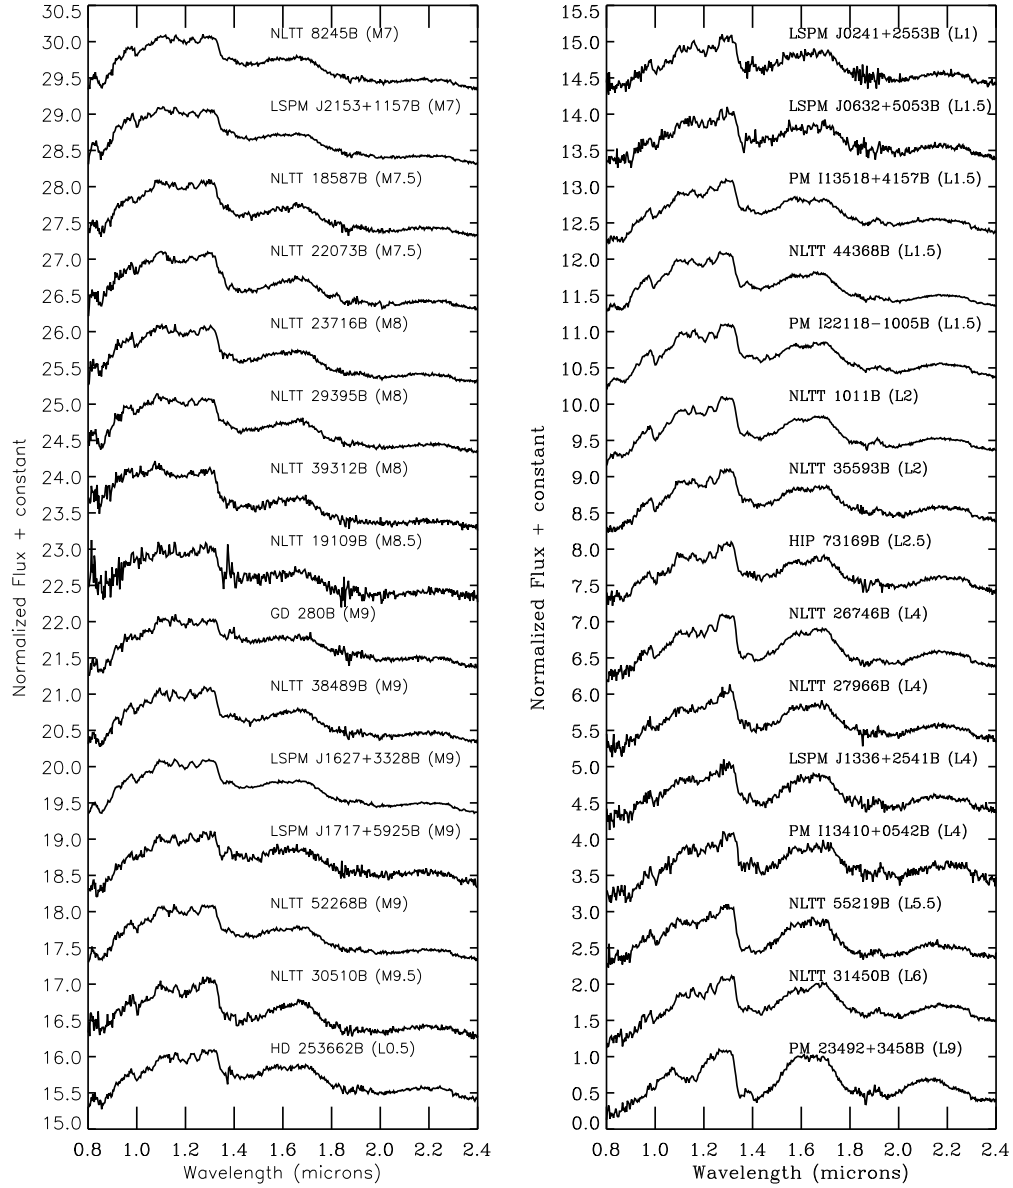 Normalized Flux + constant
30.5
30.0
29.5
29.0
28.5
28.0
27.5
27.0
26.5
26.0
25.5
25.0
24.5
24.0
23.5
23.0
22.5
22.0
21.5
21.0
20.5
20.0
19.5
19.0
18.5
18.0
17.5
17.0
16.5
16.0
15.5
15.0
NLTT 8245B (M7)
LSPM J2153+1157B (M7)
NLTT 18587B (M7.5)
NLTT 22073B (M7.5)
NLTT 23716B (M8)
NLTT 29395B (M8)
NLTT 39312B (M8)
NLTT 19109B (M8.5)
GD 280B (M9)
NLTT 38489B (M9)
LSPM J1627+3328B (M9)
LSPM J1717+5925B (M9)
NLTT 52268B (M9)
NLTT 30510B (M9.5)
HD 253662B (L0.5)
0.8 1.0 1.2 1.4 1.6 1.8 2.0 2.2 2.4
Wavelength (microns)
Normalized Flux + constant
15.5
15.0
14.5
14.0
13.5
13.0
12.5
12.0
11.5
11.0
10.5
10.0
9.5
9.0
8.5
8.0
7.5
7.0
6.5
6.0
5.5
5.0
4.5
4.0
3.5
3.0
2.5
2.0
1.5
1.0
0.5
0.0
LSPM J0241+2553B (L1)
LSPM J0632+5053B (L1.5)
PM I13518+4157B (L1.5)
NLTT 44368B (L1.5)
PM I22118-1005B (L1.5)
NLTT 1011B (L2)
NLTT 35593B (L2)
HIP 73169B (L2.5)
NLTT 26746B (L4)
NLTT 27966B (L4)
LSPM J1336+2541B (L4)
PM I13410+0542B (L4)
NLTT 55219B (L5.5)
NLTT 31450B (L6)
PM 23492+3458B (L9)
0.8 1.0 1.2 1.4 1.6 1.8 2.0 2.2 2.4
Wavelength (microns)